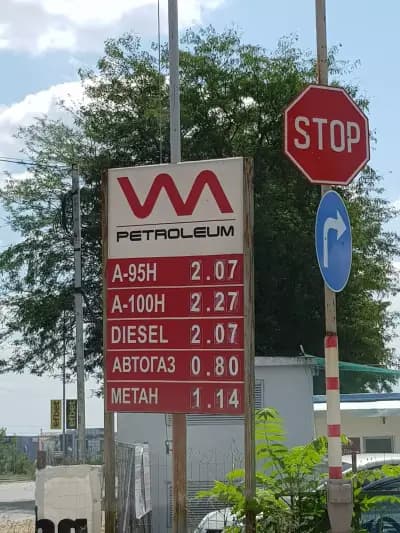 STOP
PETROLEUM
A-95H 2.07
A-100H 2.27
DIESEL 2.07
АВТОГАЗ 0.80
МЕТАН 1.14